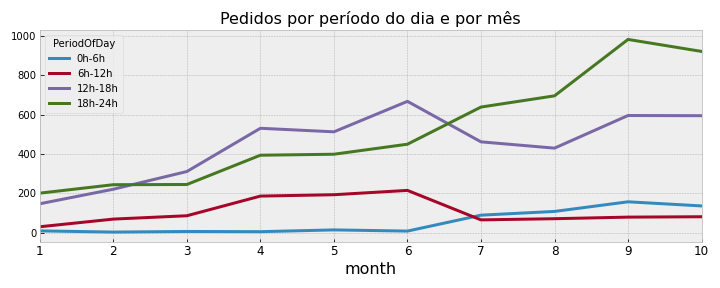 Pedidos por período do dia e por mês
1000
800
600
400
200
0
PeriodOfDay
0h-6h
6h-12h
12h-18h
18h-24h
1 2 3 4 5 6 7 8 9 10
month